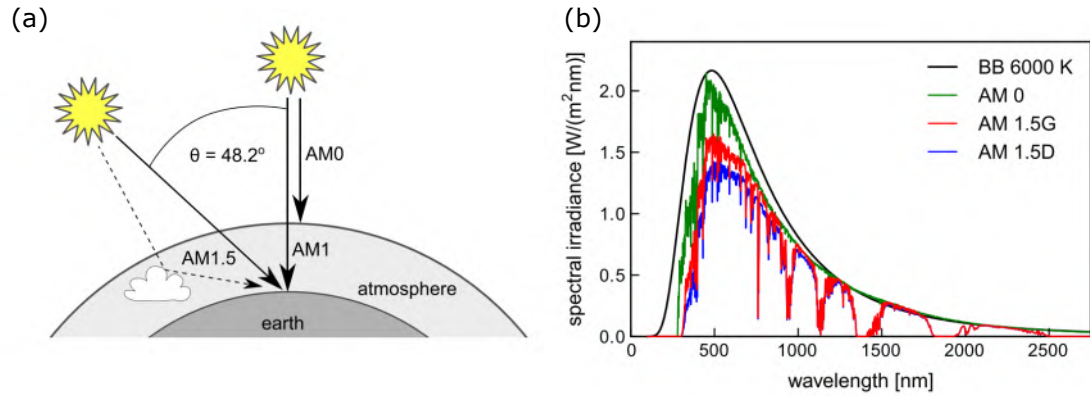 (a)
θ = 48.2°
AM0
AM1.5
AM1
atmosphere
earth
(b)
spectral irradiance [W/(m²nm)]
2.0
1.5
1.0
0.5
0.0
0 500 1000 1500 2000 2500
wavelength [nm]
BB 6000 K
AM 0
AM 1.5G
AM 1.5D